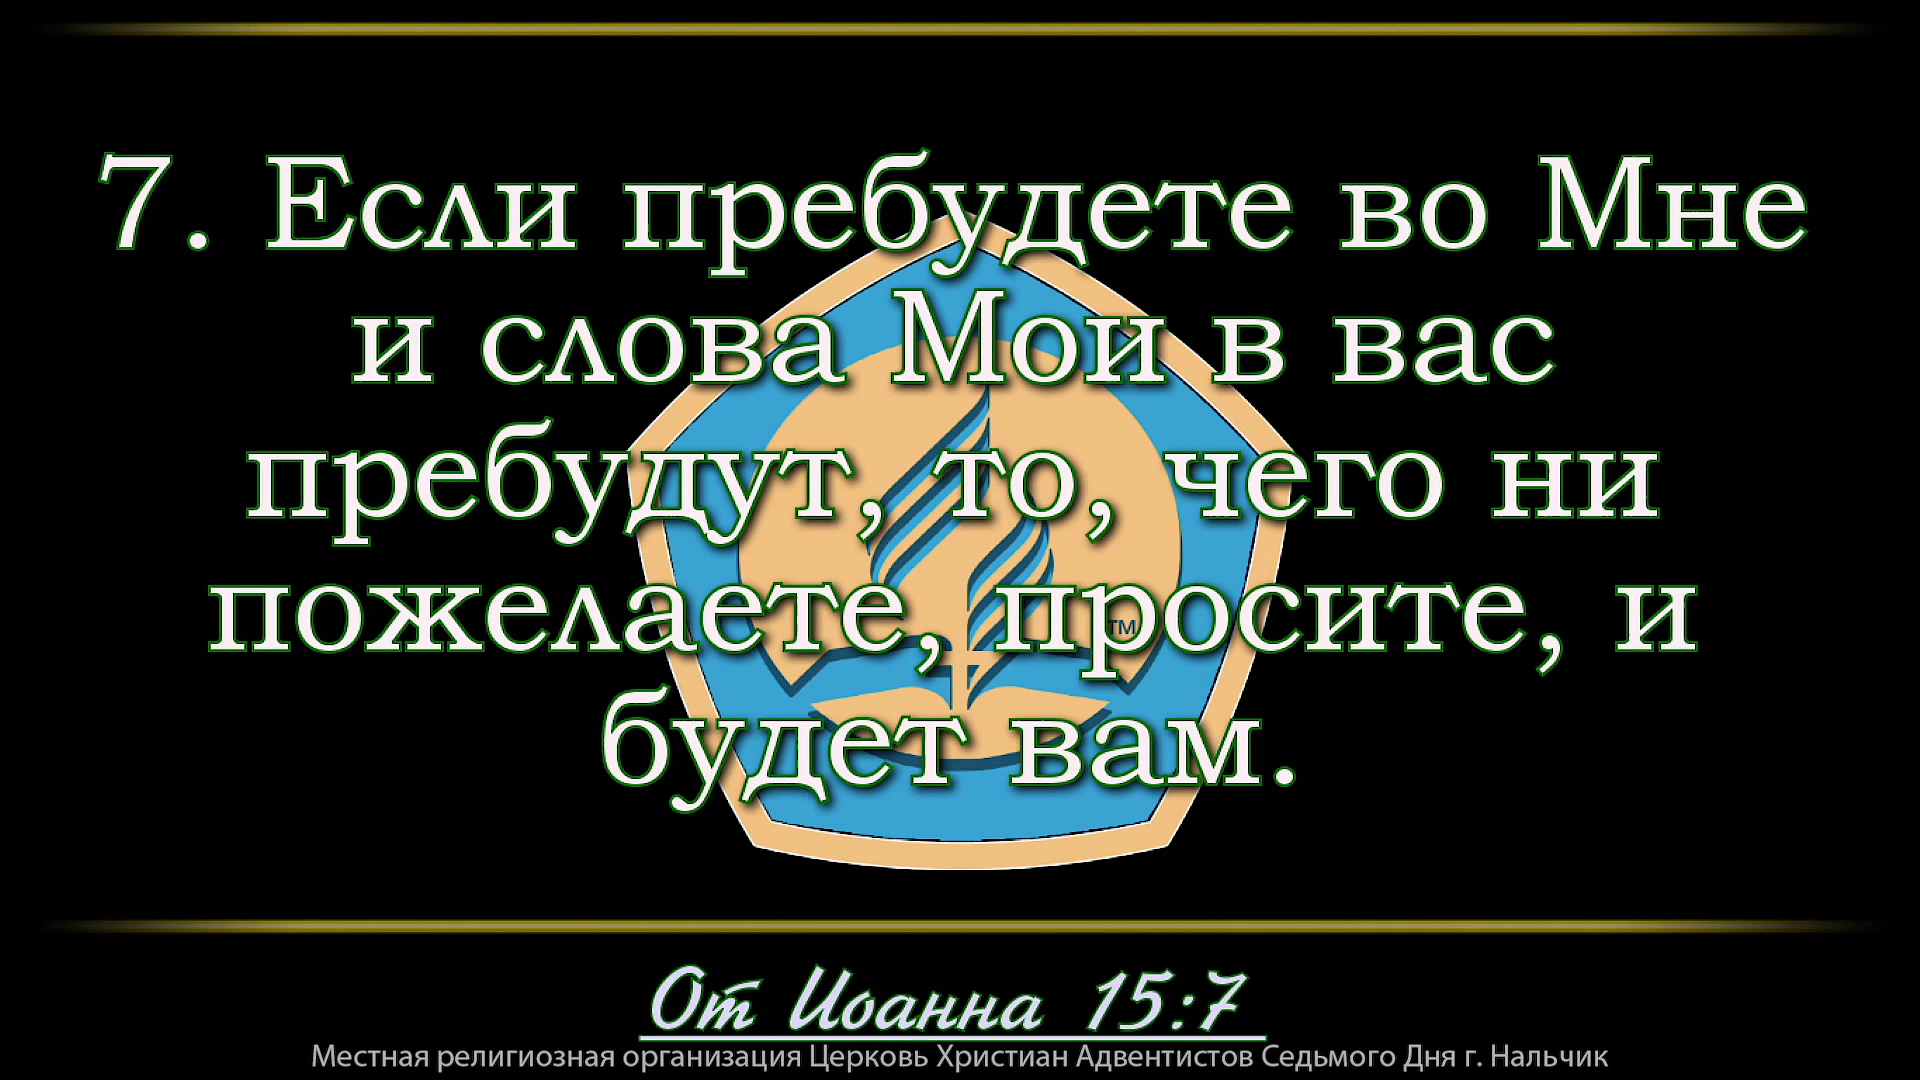 7. Если пребудете во Мне
и слова Мои в вас
пребудут, то, чего ни
пожелаете, просите, и
будет вам.
TM
От Иоанна 15:7
Местная религиозная организация Церковь Христиан Адвентистов Седьмого Дня г. Нальчик